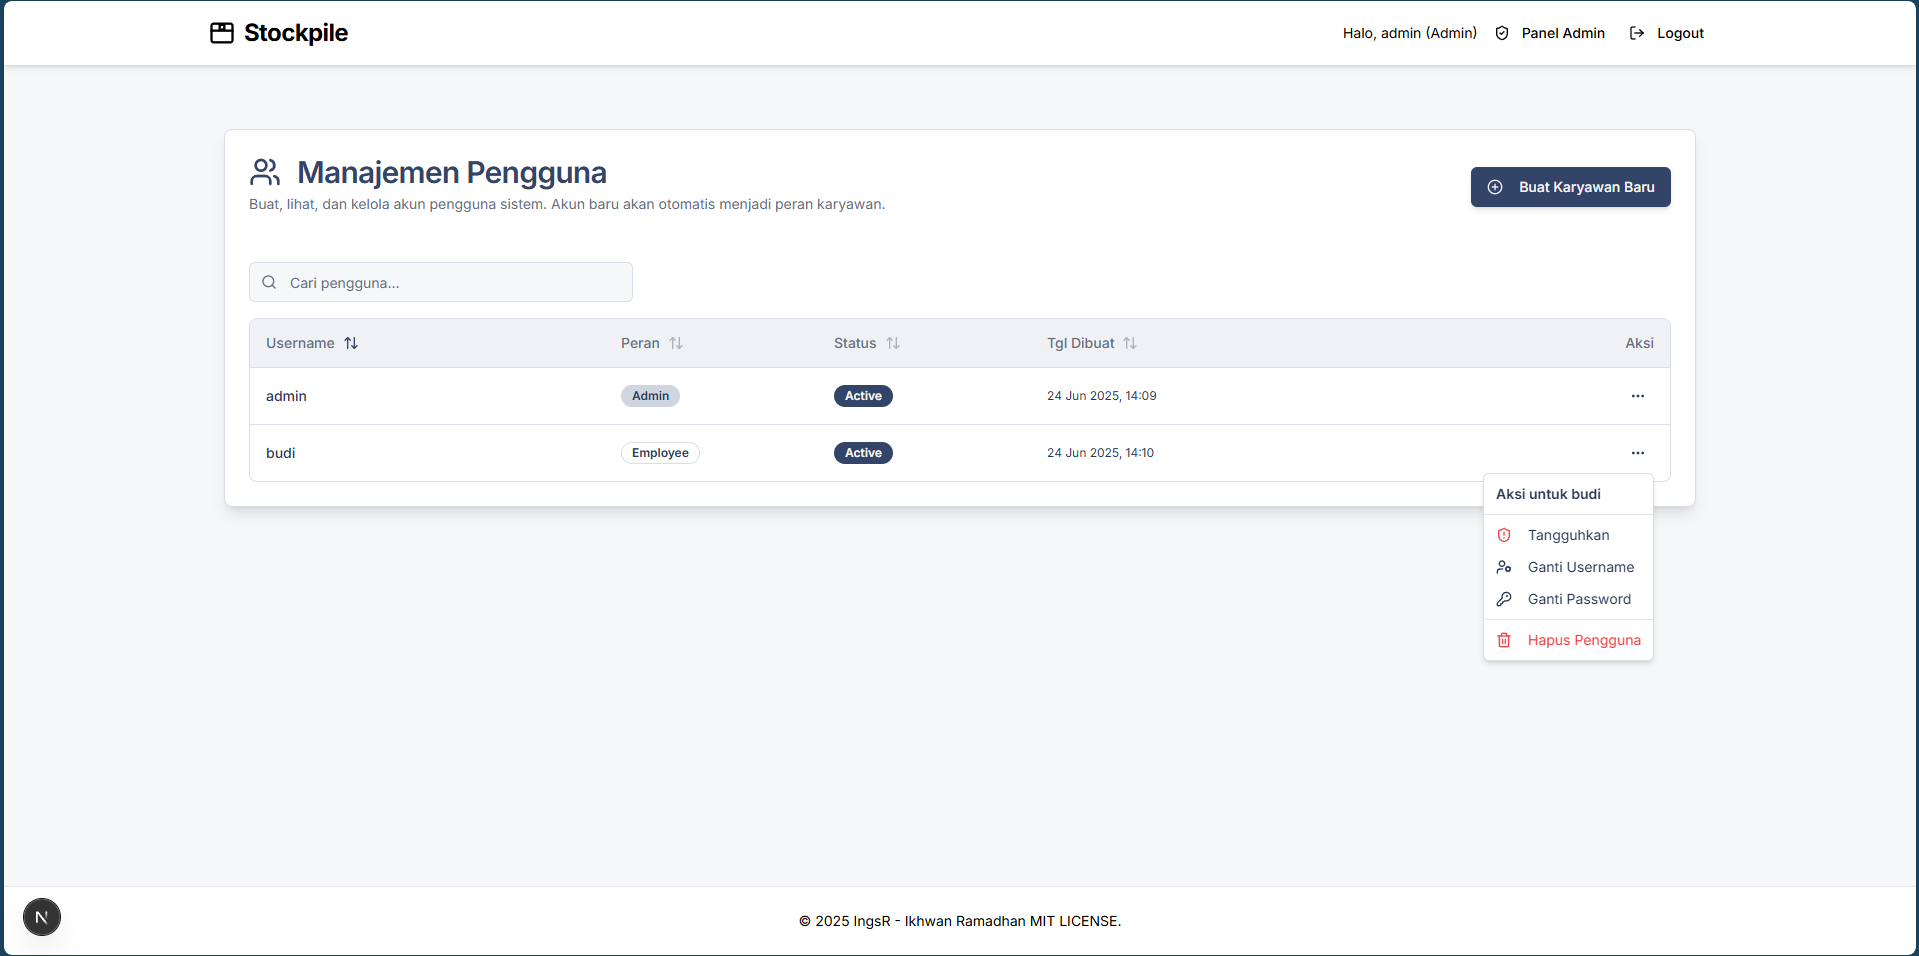 Stockpile
Halo, admin (Admin) Panel Admin Logout
Manajemen Pengguna
Buat, lihat, dan kelola akun pengguna sistem. Akun baru akan otomatis menjadi peran karyawan.
Buat Karyawan Baru
Cari pengguna...
Username Peran Status Tgl Dibuat Aksi
admin Admin Active 24 Jun 2025, 14:09 ...
budi Employee Active 24 Jun 2025, 14:10 ...
Aksi untuk budi
Tangguhkan
Ganti Username
Ganti Password
Hapus Pengguna
N
© 2025 IngsR - Ikhwan Ramadhan MIT LICENSE.